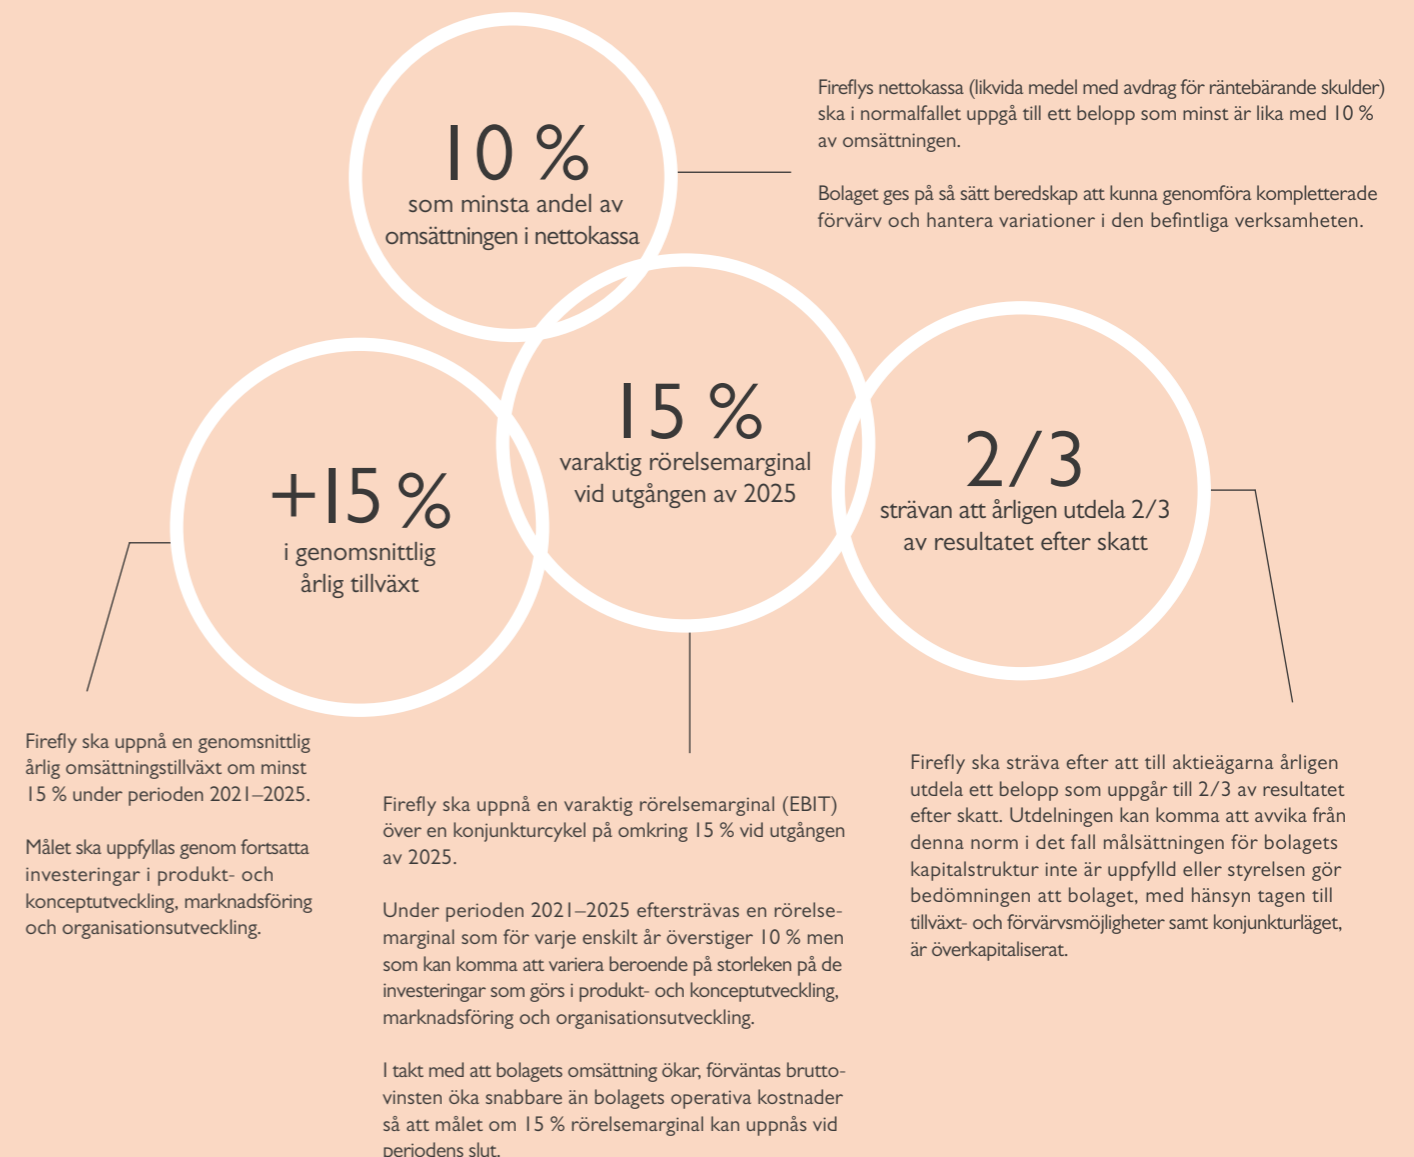 10 %
som minsta andel av
omsättningen i nettokassa
Fireflys nettokassa (likvida medel med avdrag för räntebärande skulder)
ska i normalfallet uppgå till ett belopp som minst är lika med 10 %
av omsättningen.
Bolaget ges på så sätt beredskap att kunna genomföra kompletterade
förvärv och hantera variationer i den befintliga verksamheten.
+15 %
i genomsnittlig
årlig tillväxt
15 %
varaktig rörelsemarginal
vid utgången av 2025
2/3
strävan att årligen utdela 2/3
av resultatet efter skatt
Firefly ska uppnå en genomsnittlig
årlig omsättningstillväxt om minst
15 % under perioden 2021–2025.
Målet ska uppfyllas genom fortsatta
investeringar i produkt- och
konceptutveckling, marknadsföring
och organisationsutveckling.
Firefly ska uppnå en varaktig rörelsemarginal (EBIT)
över en konjunkturcykel på omkring 15 % vid utgången
av 2025.
Under perioden 2021–2025 eftersträvas en rörelse-
marginal som för varje enskilt år överstiger 10 % men
som kan komma att variera beroende på storleken på de
investeringar som görs i produkt- och konceptutveckling,
marknadsföring och organisationsutveckling.
I takt med att bolagets omsättning ökar, förväntas brutto-
vinsten öka snabbare än bolagets operativa kostnader
så att målet om 15 % rörelsemarginal kan uppnås vid
periodens slut.
Firefly ska sträva efter att till aktieägarna årligen
utdela ett belopp som uppgår till 2/3 av resultatet
efter skatt. Utdelningen kan komma att avvika från
denna norm i det fall målsättningen för bolagets
kapitalstruktur inte är uppfylld eller styrelsen gör
bedömningen att bolaget, med hänsyn tagen till
tillväxt- och förvärvsmöjligheter samt konjunkturläget,
är överkapitaliserat.